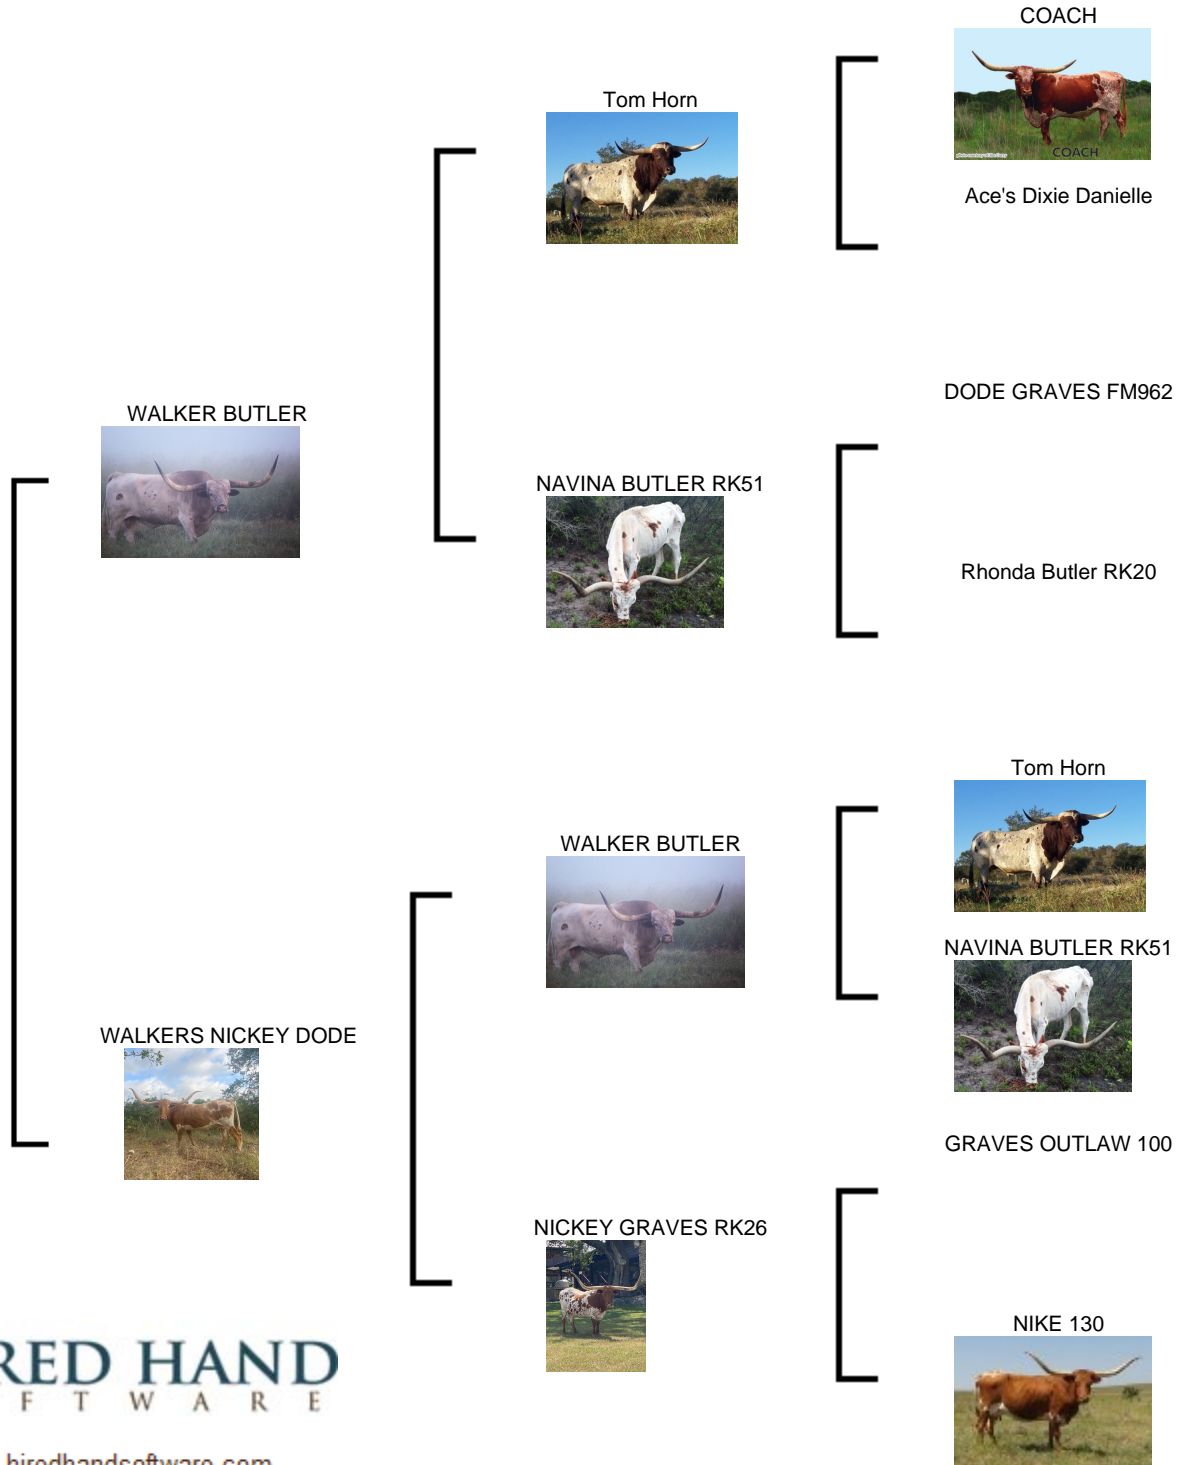 COACH
COACH
Tom Horn
Ace's Dixie Danielle
DODE GRAVES FM962
WALKER BUTLER
NAVINA BUTLER RK51
Rhonda Butler RK20
Tom Horn
WALKER BUTLER
NAVINA BUTLER RK51
WALKERS NICKEY DODE
GRAVES OUTLAW 100
NICKEY GRAVES RK26
NIKE 130
RED HAND
F T W A R E
hiredhandsoftware.com